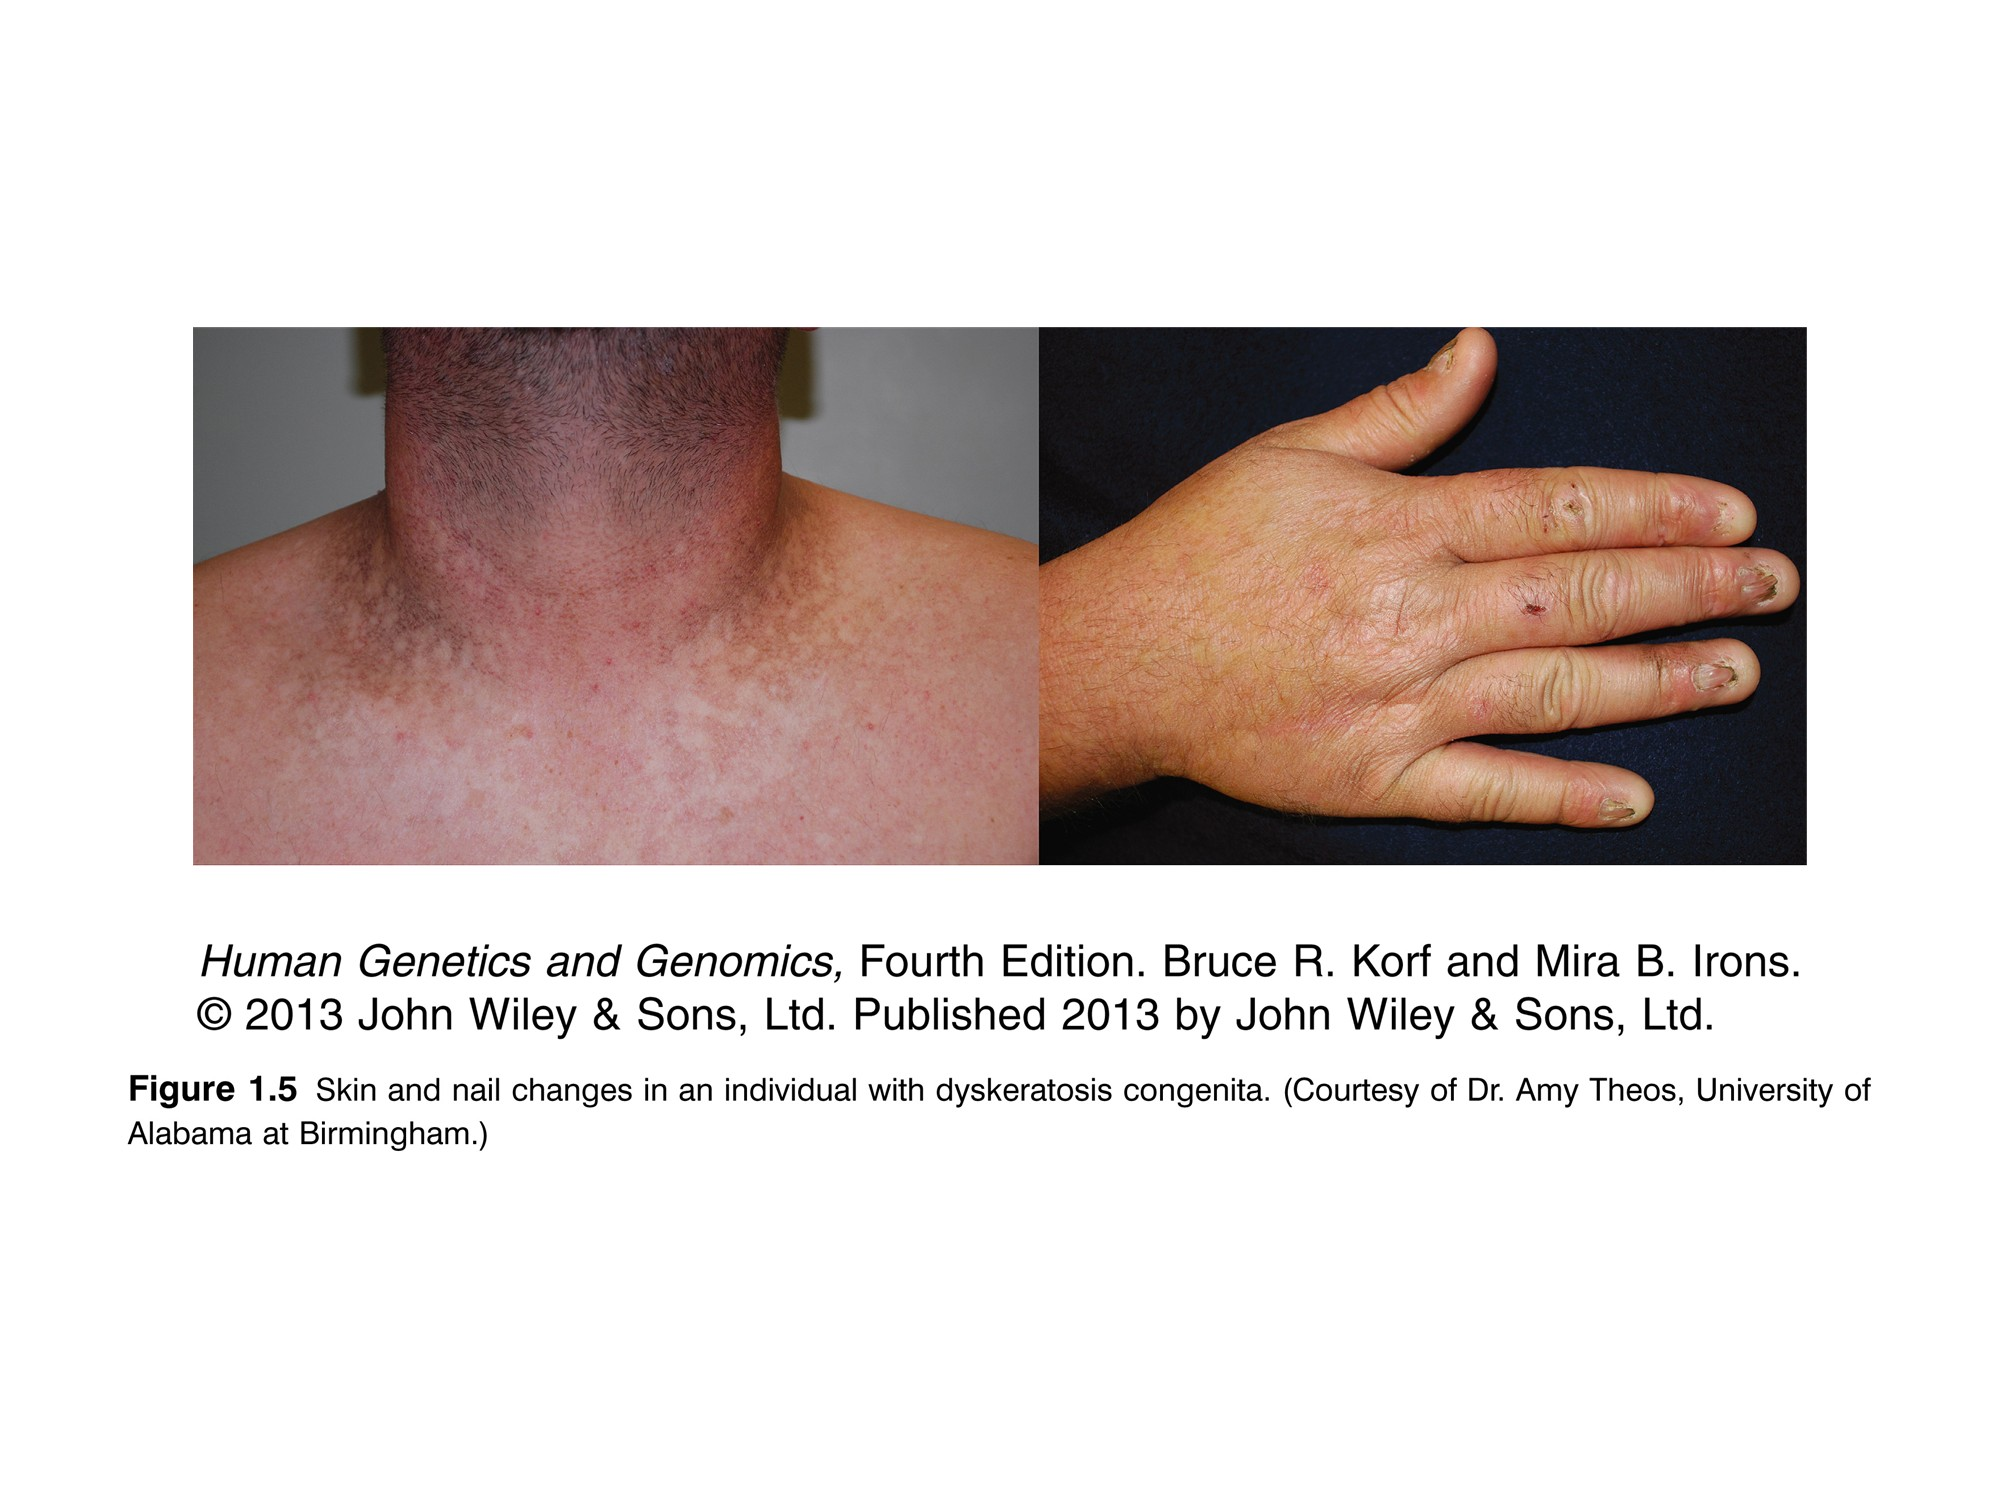 Human Genetics and Genomics, Fourth Edition. Bruce R. Korf and Mira B. Irons.
© 2013 John Wiley & Sons, Ltd. Published 2013 by John Wiley & Sons, Ltd.
Figure 1.5 Skin and nail changes in an individual with dyskeratosis congenita. (Courtesy of Dr. Amy Theos, University of
Alabama at Birmingham.)